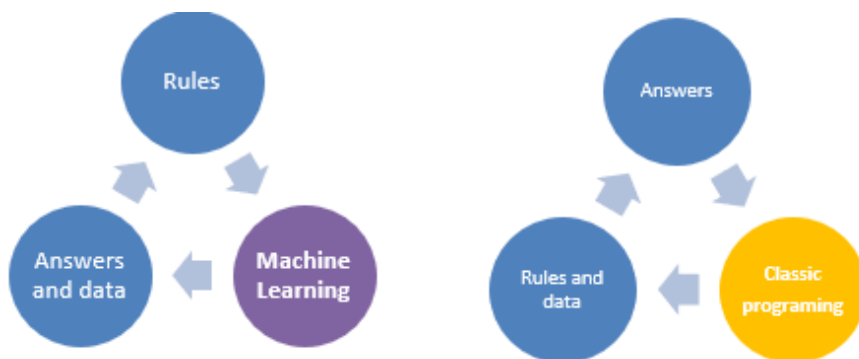 Rules
Answers
and data
Machine
Learning
Answers
Rules and
data
Classic
programing